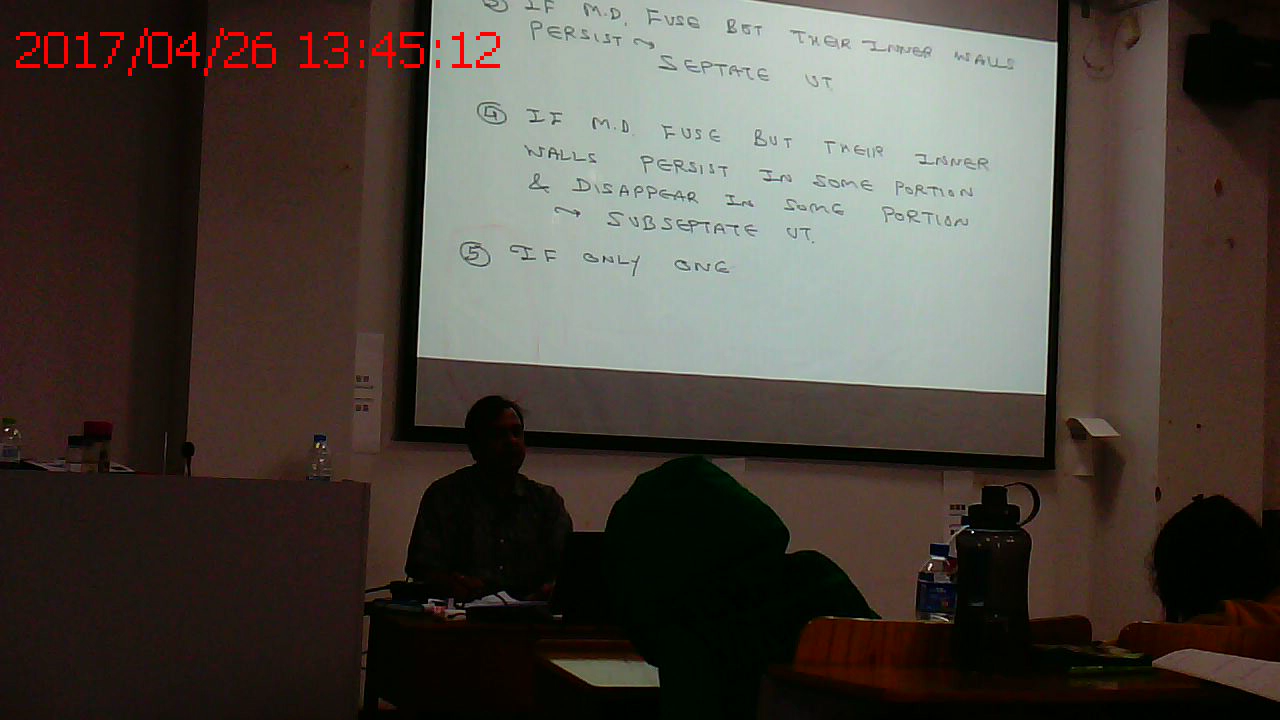 2017/04/26 13:45:12
③ IF M.D. FUSE BUT THEIR INNER WALLS
PERSIST ⤳
SEPTATE UT.
④ IF M.D. FUSE BUT THEIR INNER
WALLS PERSIST IN SOME PORTION
& DISAPPEAR IN SOME PORTION
⤳ SUBSEPTATE UT.
⑤ IF ONLY ONE